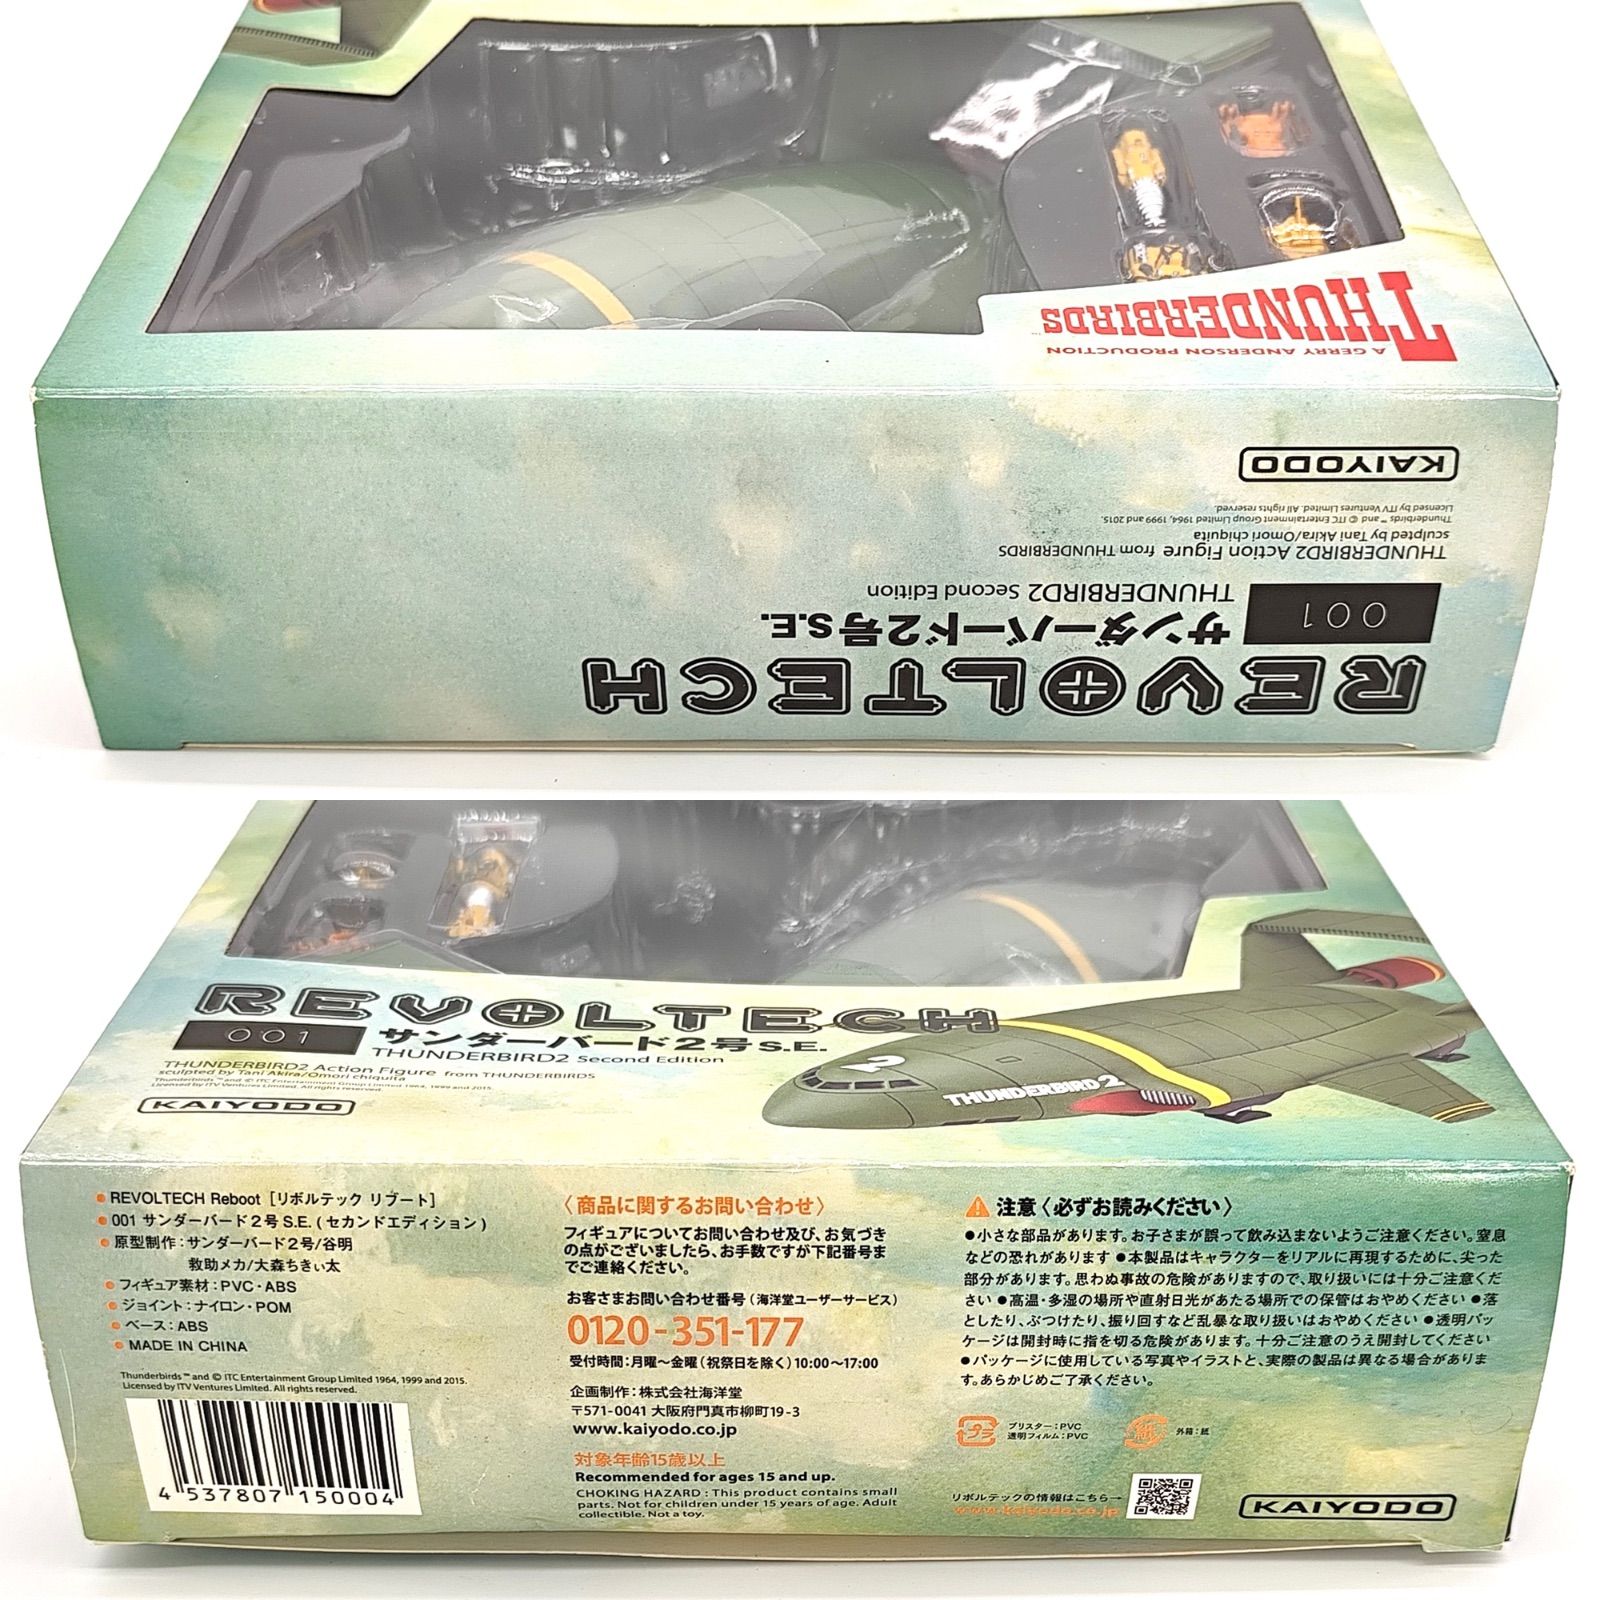 THUNDERBIRDS™
A GERRY ANDERSON PRODUCTION
KAIYODO
REVOLTECH
001
サンダーバード2号S.E.
THUNDERBIRD2 Second Edition
THUNDERBIRD2 Action Figure from THUNDERBIRDS
sculpted by Tani Akira/Omori chiquita
Thunderbirds™ and © ITC Entertainment Group Limited 1964, 1999 and 2015.
Licensed by ITV Ventures Limited. All rights reserved.
REVOLTECH
001
サンダーバード2号S.E.
THUNDERBIRD2 Second Edition
THUNDERBIRD2 Action Figure from THUNDERBIRDS
sculpted by Tani Akira/Omori chiquita
Thunderbirds™ and © ITC Entertainment Group Limited 1964, 1999 and 2015.
Licensed by ITV Ventures Limited. All rights reserved.
KAIYODO
2
THUNDERBIRD 2
●REVOLTECH Reboot [リボルテック リブート]
●001 サンダーバード2号S.E.(セカンドエディション)
●原型制作:サンダーバード2号/谷明
救助メカ/大森ちきぃ太
●フィギュア素材:PVC・ABS
●ジョイント:ナイロン・POM
●ベース:ABS
●MADE IN CHINA
Thunderbirds™ and © ITC Entertainment Group Limited 1964, 1999 and 2015.
Licensed by ITV Ventures Limited. All rights reserved.
4 537807 150004
〈商品に関するお問い合わせ〉
フィギュアについてお問い合わせ及び、お気づき
の点がございましたら、お手数ですが下記番号ま
でご連絡ください。
お客さまお問い合わせ番号(海洋堂ユーザーサービス)
0120-351-177
受付時間:月曜〜金曜(祝祭日を除く)10:00〜17:00
企画制作:株式会社海洋堂
〒571-0041 大阪府門真市柳町19-3
www.kaiyodo.co.jp
対象年齢15歳以上
Recommended for ages 15 and up.
CHOKING HAZARD : This product contains small
parts. Not for children under 15 years of age. Adult
collectible. Not a toy.
注意〈必ずお読みください〉
●小さな部品があります。お子さまが誤って飲み込まないようご注意ください。窒息
などの恐れがあります ●本製品はキャラクターをリアルに再現するために、尖った
部分があります。思わぬ事故の危険がありますので、取り扱いには十分ご注意くだ
さい ●高温・多湿の場所や直射日光があたる場所での保管はおやめください ●落
としたり、ぶつけたり、振り回すなど乱暴な取り扱いはおやめください ●透明パッ
ケージは開封時に指を切る危険があります。十分ご注意のうえ開封してください
●パッケージに使用している写真やイラストと、実際の製品は異なる場合がありま
す。あらかじめご了承ください。
プラ
ブリスター:PVC
透明フィルム:PVC
紙
外箱:紙
リボルテックの情報はこちら→
www.kaiyodo.co.jp
KAIYODO